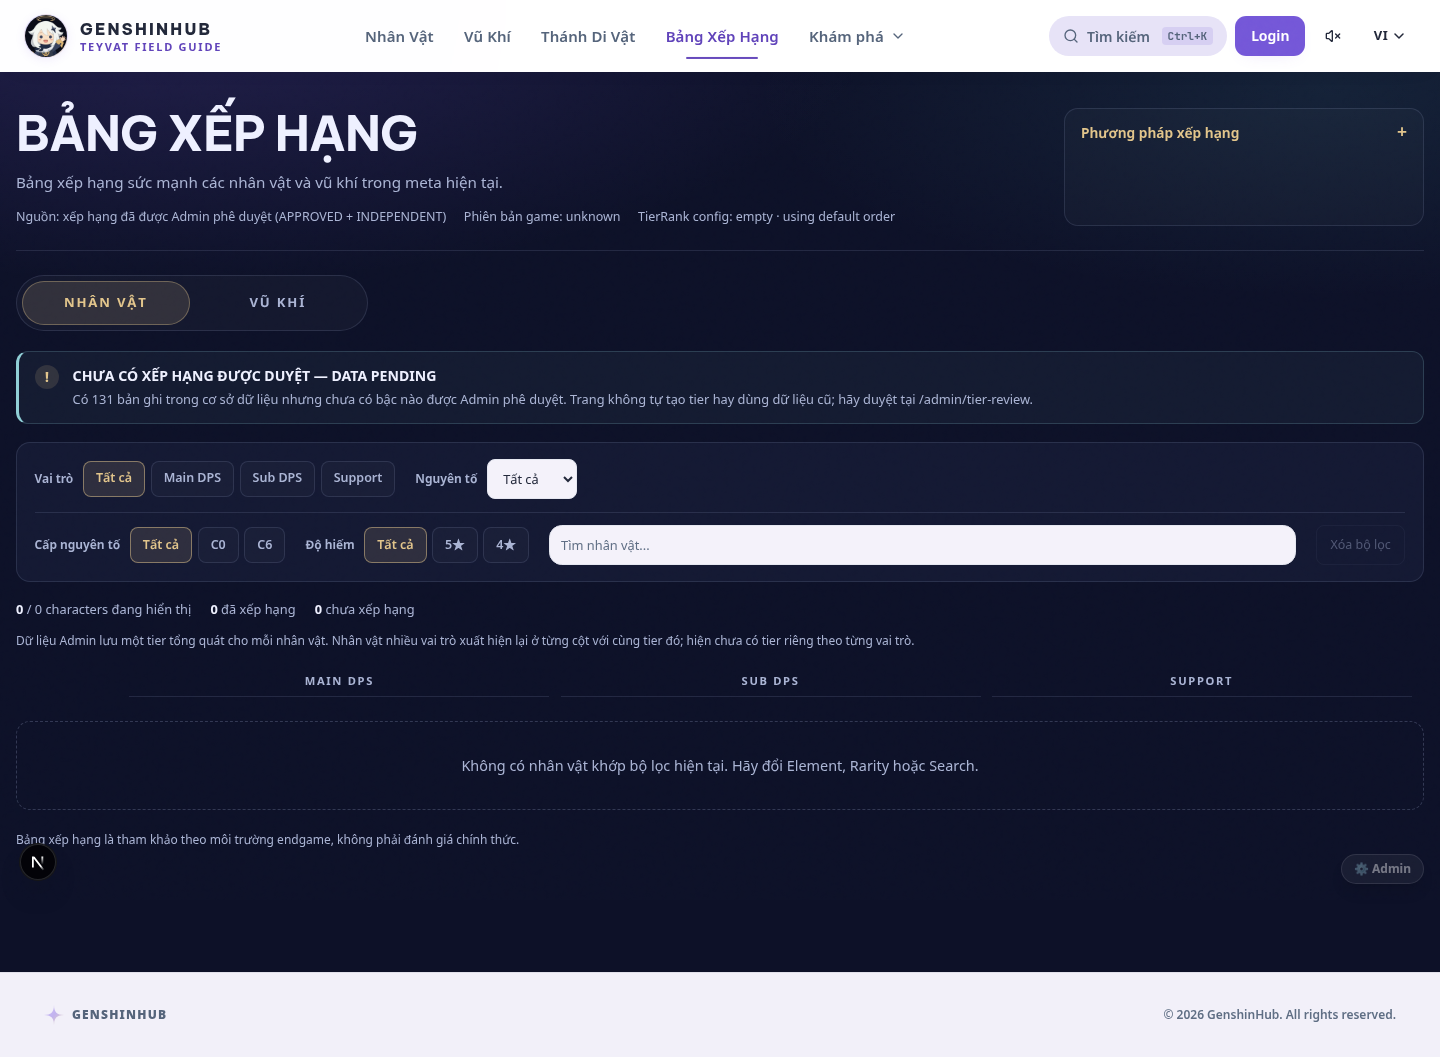 GENSHINHUB
TEYVAT FIELD GUIDE
Nhân Vật
Vũ Khí
Thánh Di Vật
Bảng Xếp Hạng
Khám phá
Tìm kiếm
Ctrl+K
Login
VI
BẢNG XẾP HẠNG
Bảng xếp hạng sức mạnh các nhân vật và vũ khí trong meta hiện tại.
Nguồn: xếp hạng đã được Admin phê duyệt (APPROVED + INDEPENDENT)
Phiên bản game: unknown
TierRank config: empty · using default order
Phương pháp xếp hạng
+
NHÂN VẬT
VŨ KHÍ
!
CHƯA CÓ XẾP HẠNG ĐƯỢC DUYỆT — DATA PENDING
Có 131 bản ghi trong cơ sở dữ liệu nhưng chưa có bậc nào được Admin phê duyệt. Trang không tự tạo tier hay dùng dữ liệu cũ; hãy duyệt tại /admin/tier-review.
Vai trò
Tất cả
Main DPS
Sub DPS
Support
Nguyên tố
Tất cả
Cấp nguyên tố
Tất cả
C0
C6
Độ hiếm
Tất cả
5★
4★
Tìm nhân vật...
Xóa bộ lọc
0 / 0 characters đang hiển thị
0 đã xếp hạng
0 chưa xếp hạng
Dữ liệu Admin lưu một tier tổng quát cho mỗi nhân vật. Nhân vật nhiều vai trò xuất hiện lại ở từng cột với cùng tier đó; hiện chưa có tier riêng theo từng vai trò.
MAIN DPS
SUB DPS
SUPPORT
Không có nhân vật khớp bộ lọc hiện tại. Hãy đổi Element, Rarity hoặc Search.
Bảng xếp hạng là tham khảo theo môi trường endgame, không phải đánh giá chính thức.
N
⚙️ Admin
GENSHINHUB
© 2026 GenshinHub. All rights reserved.